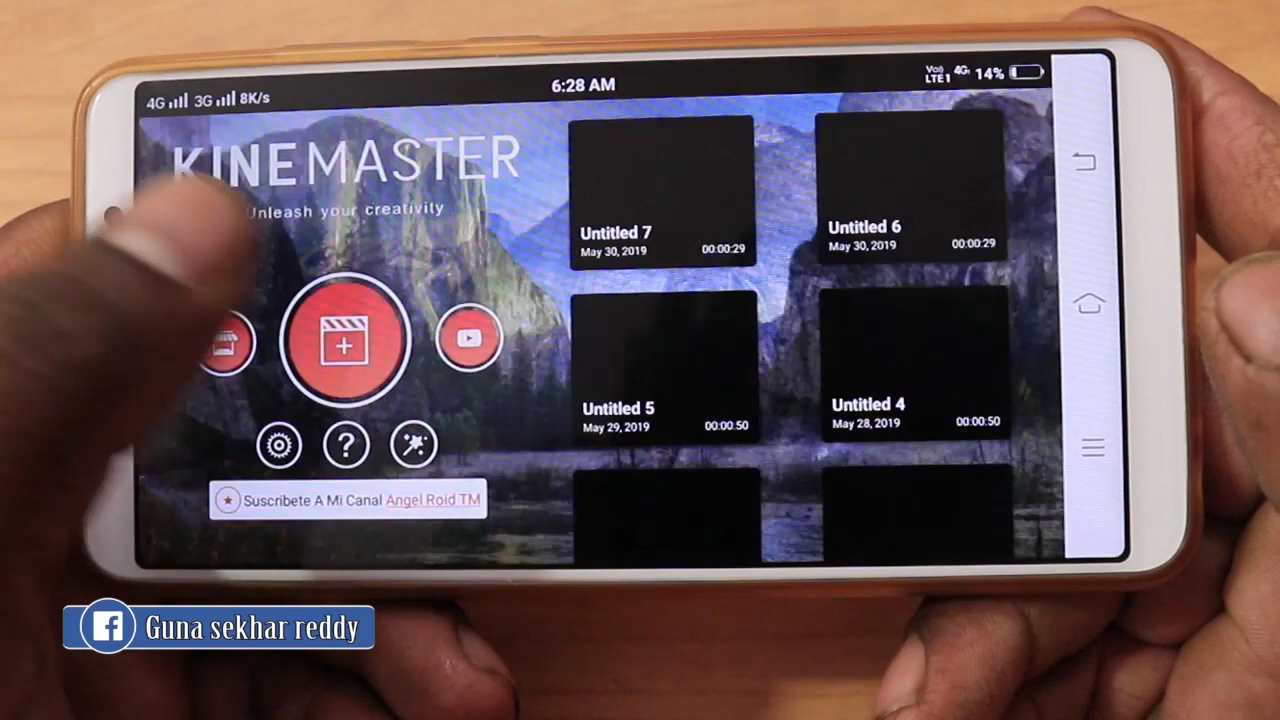 4G 3G 8K/s
6:28 AM
VoLTE1 4G 14%
KINEMASTER
Unleash your creativity
Untitled 7
May 30, 2019 00:00:29
Untitled 6
May 30, 2019 00:00:29
Untitled 5
May 29, 2019 00:00:50
Untitled 4
May 28, 2019 00:00:50
?
Suscribete A Mi Canal Angel Roid TM
f Guna sekhar reddy